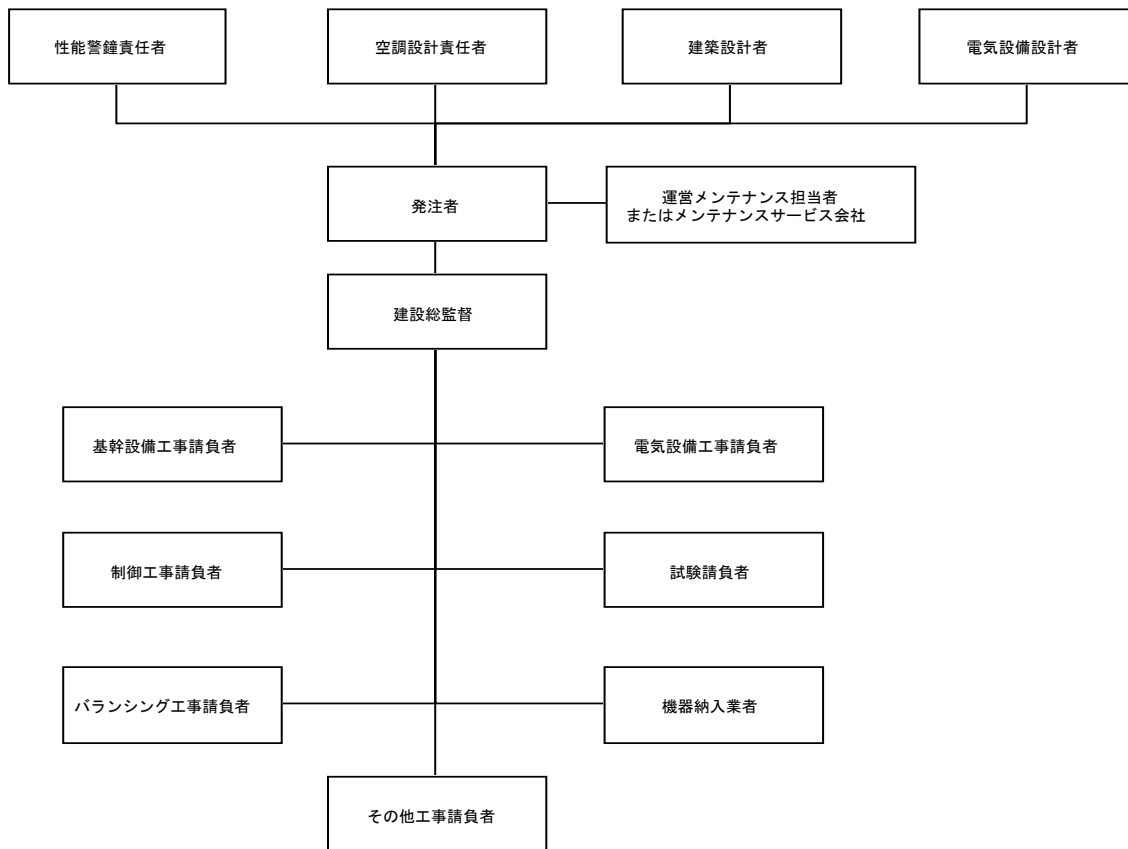 性能警鐘責任者
空調設計責任者
建築設計者
電気設備設計者
発注者
運営メンテナンス担当者
またはメンテナンスサービス会社
建設総監督
基幹設備工事請負者
電気設備工事請負者
制御工事請負者
試験請負者
バランシング工事請負者
機器納入業者
その他工事請負者